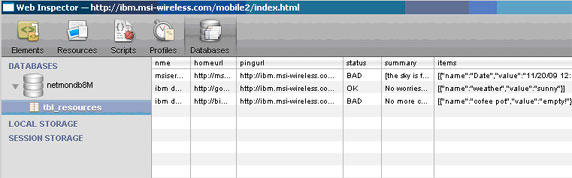 Web Inspector — http://ibm.msi-wireless.com/mobile2/index.html
Elements Resources Scripts Profiles Databases
DATABASES
netmondb8M
tbl_resources
LOCAL STORAGE
SESSION STORAGE
nme homeurl pingurl status summary items
msiser... http://ms... http://ibm.msi-wireless.co... BAD [the sky is f... [{"name":"Date","value":"11/20/09 12:
ibm d... http://go... http://ibm.msi-wireless.co... OK No worries... [{"name":"weather","value":"sunny"}]
ibm d... http://bi... http://ibm.msi-wireless.co... BAD No more c... [{"name":"cofee pot","value":"empty!"}]